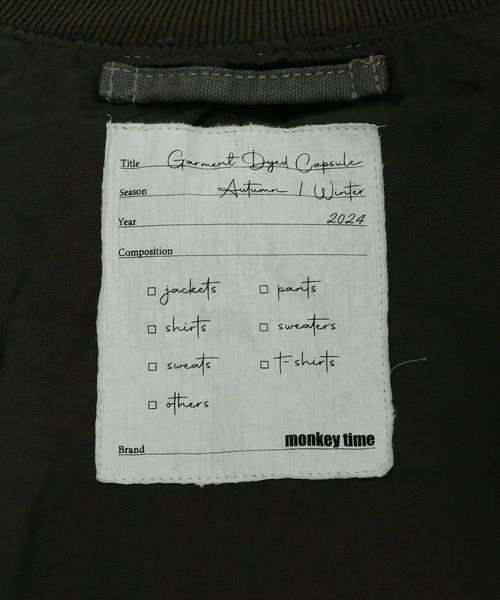 Title Garment Dyed Capsule
Season Autumn / Winter
Year 2024
Composition
□ jackets □ pants
□ shirts □ sweaters
□ sweats □ t-shirts
□ others
Brand monkey time